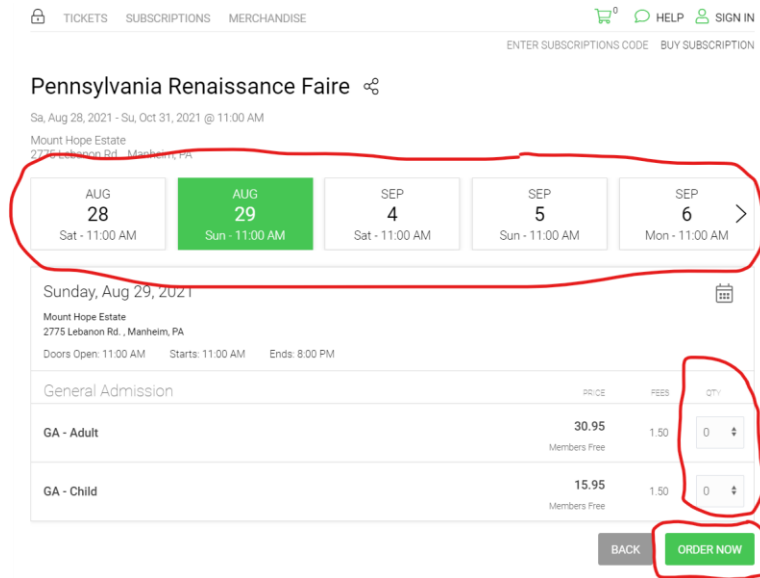 TICKETS SUBSCRIPTIONS MERCHANDISE 0 HELP SIGN IN
ENTER SUBSCRIPTIONS CODE BUY SUBSCRIPTION
Pennsylvania Renaissance Faire
Sa, Aug 28, 2021 - Su, Oct 31, 2021 @ 11:00 AM
Mount Hope Estate
2775 Lebanon Rd. , Manheim, PA
AUG AUG SEP SEP SEP
28 29 4 5 6
Sat - 11:00 AM Sun - 11:00 AM Sat - 11:00 AM Sun - 11:00 AM Mon - 11:00 AM
Sunday, Aug 29, 2021
Mount Hope Estate
2775 Lebanon Rd. , Manheim, PA
Doors Open: 11:00 AM Starts: 11:00 AM Ends: 8:00 PM
General Admission PRICE FEES QTY
GA - Adult 30.95 1.50 0
Members Free
GA - Child 15.95 1.50 0
Members Free
BACK ORDER NOW